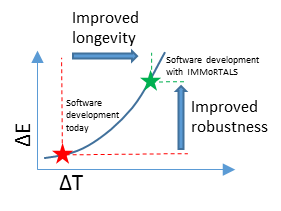 Improved
longevity
Software development
with IMMoRTALS
Software
development
today
Improved
robustness
ΔE
ΔT